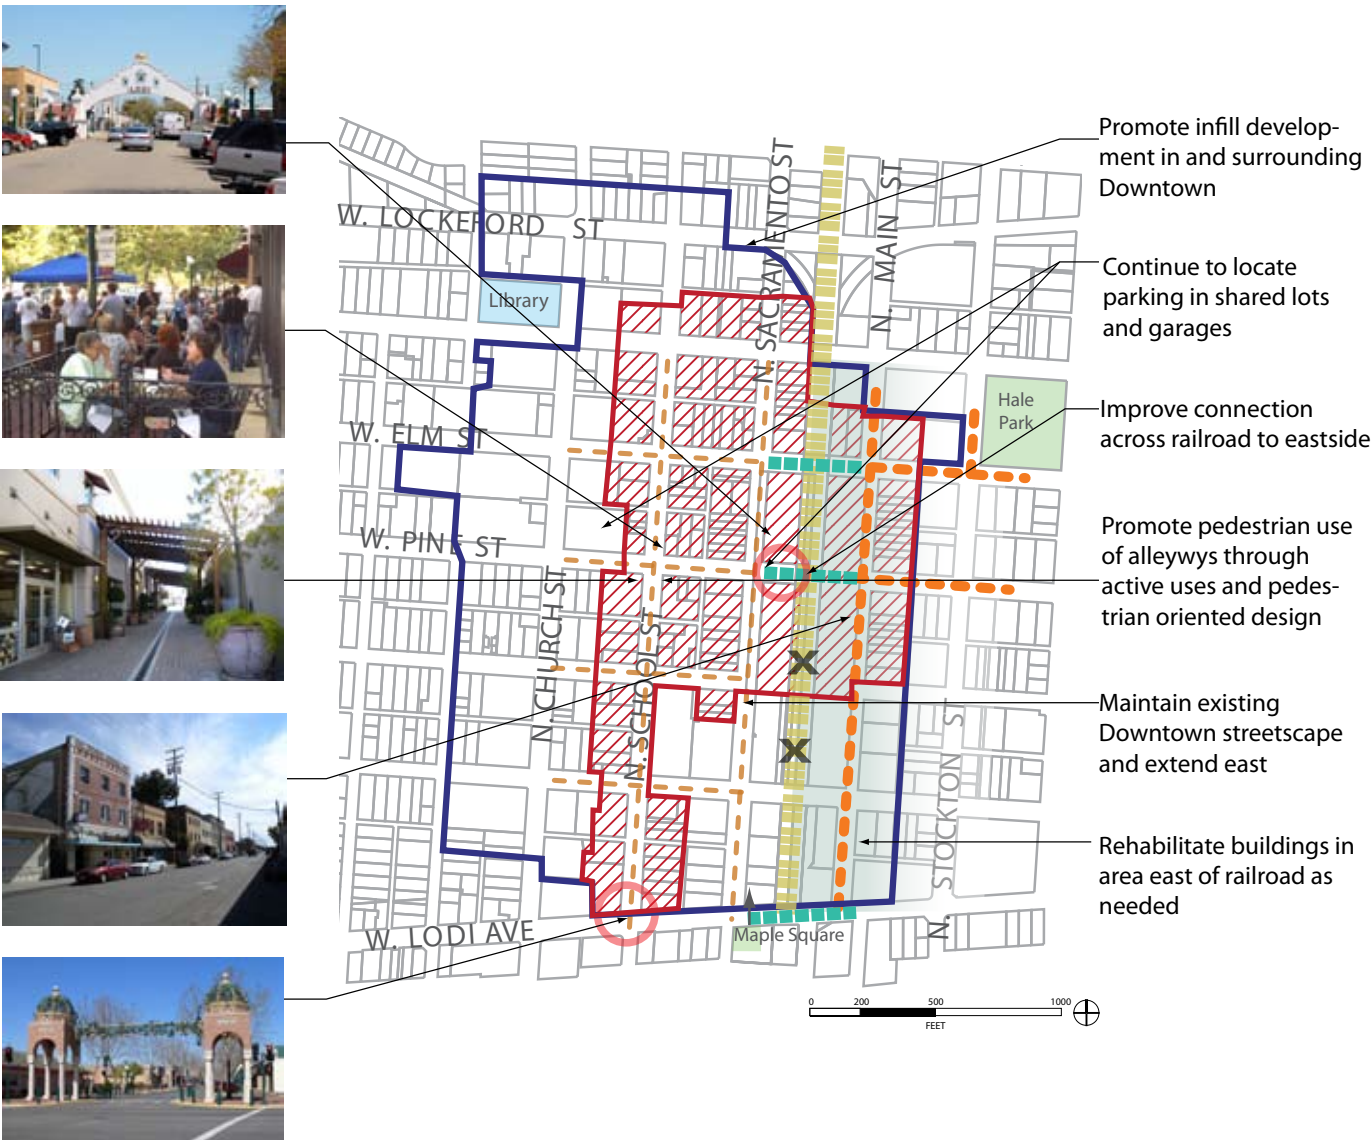 Promote infill develop-
ment in and surrounding
Downtown
Continue to locate
parking in shared lots
and garages
Improve connection
across railroad to eastside
Promote pedestrian use
of alleywys through
active uses and pedes-
trian oriented design
Maintain existing
Downtown streetscape
and extend east
Rehabilitate buildings in
area east of railroad as
needed
W. LOCKEFORD ST
N. SACRAMENTO ST
N. MAIN ST
Library
Hale
Park
W. ELM ST
W. PINE ST
N. CHURCH ST
N. SCHOOL ST
X
X
N. STOCKTON ST
W. LODI AVE
Maple Square
0 200 500 1000
FEET